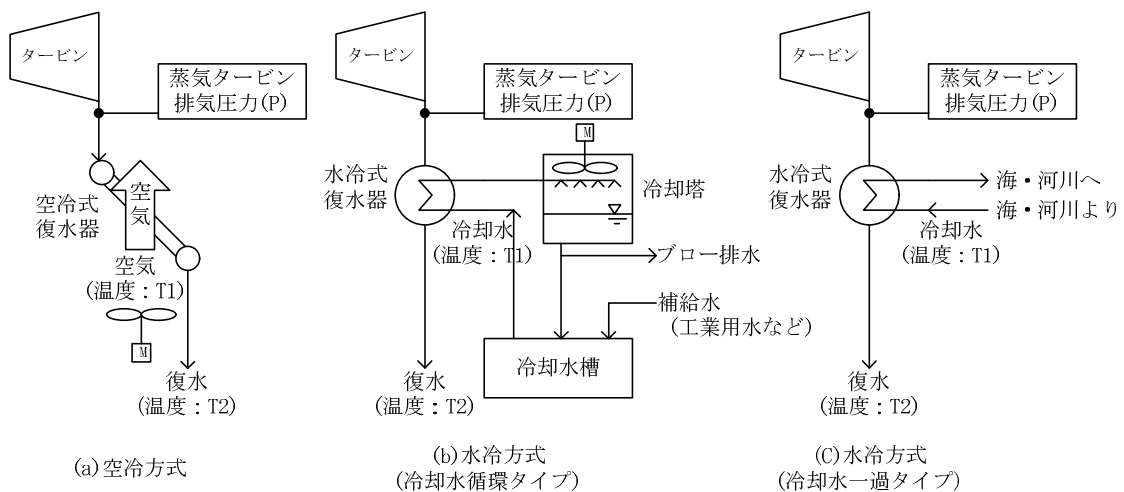 タービン
蒸気タービン
排気圧力(P)
空冷式
復水器
空
気
空気
(温度：T1)
M
復水
(温度：T2)
(a)空冷方式
タービン
蒸気タービン
排気圧力(P)
M
水冷式
復水器
冷却塔
冷却水
(温度：T1)
ブロー排水
補給水
(工業用水など)
冷却水槽
復水
(温度：T2)
(b)水冷方式
(冷却水循環タイプ)
タービン
蒸気タービン
排気圧力(P)
水冷式
復水器
海・河川へ
海・河川より
冷却水
(温度：T1)
復水
(温度：T2)
(C)水冷方式
(冷却水一過タイプ)